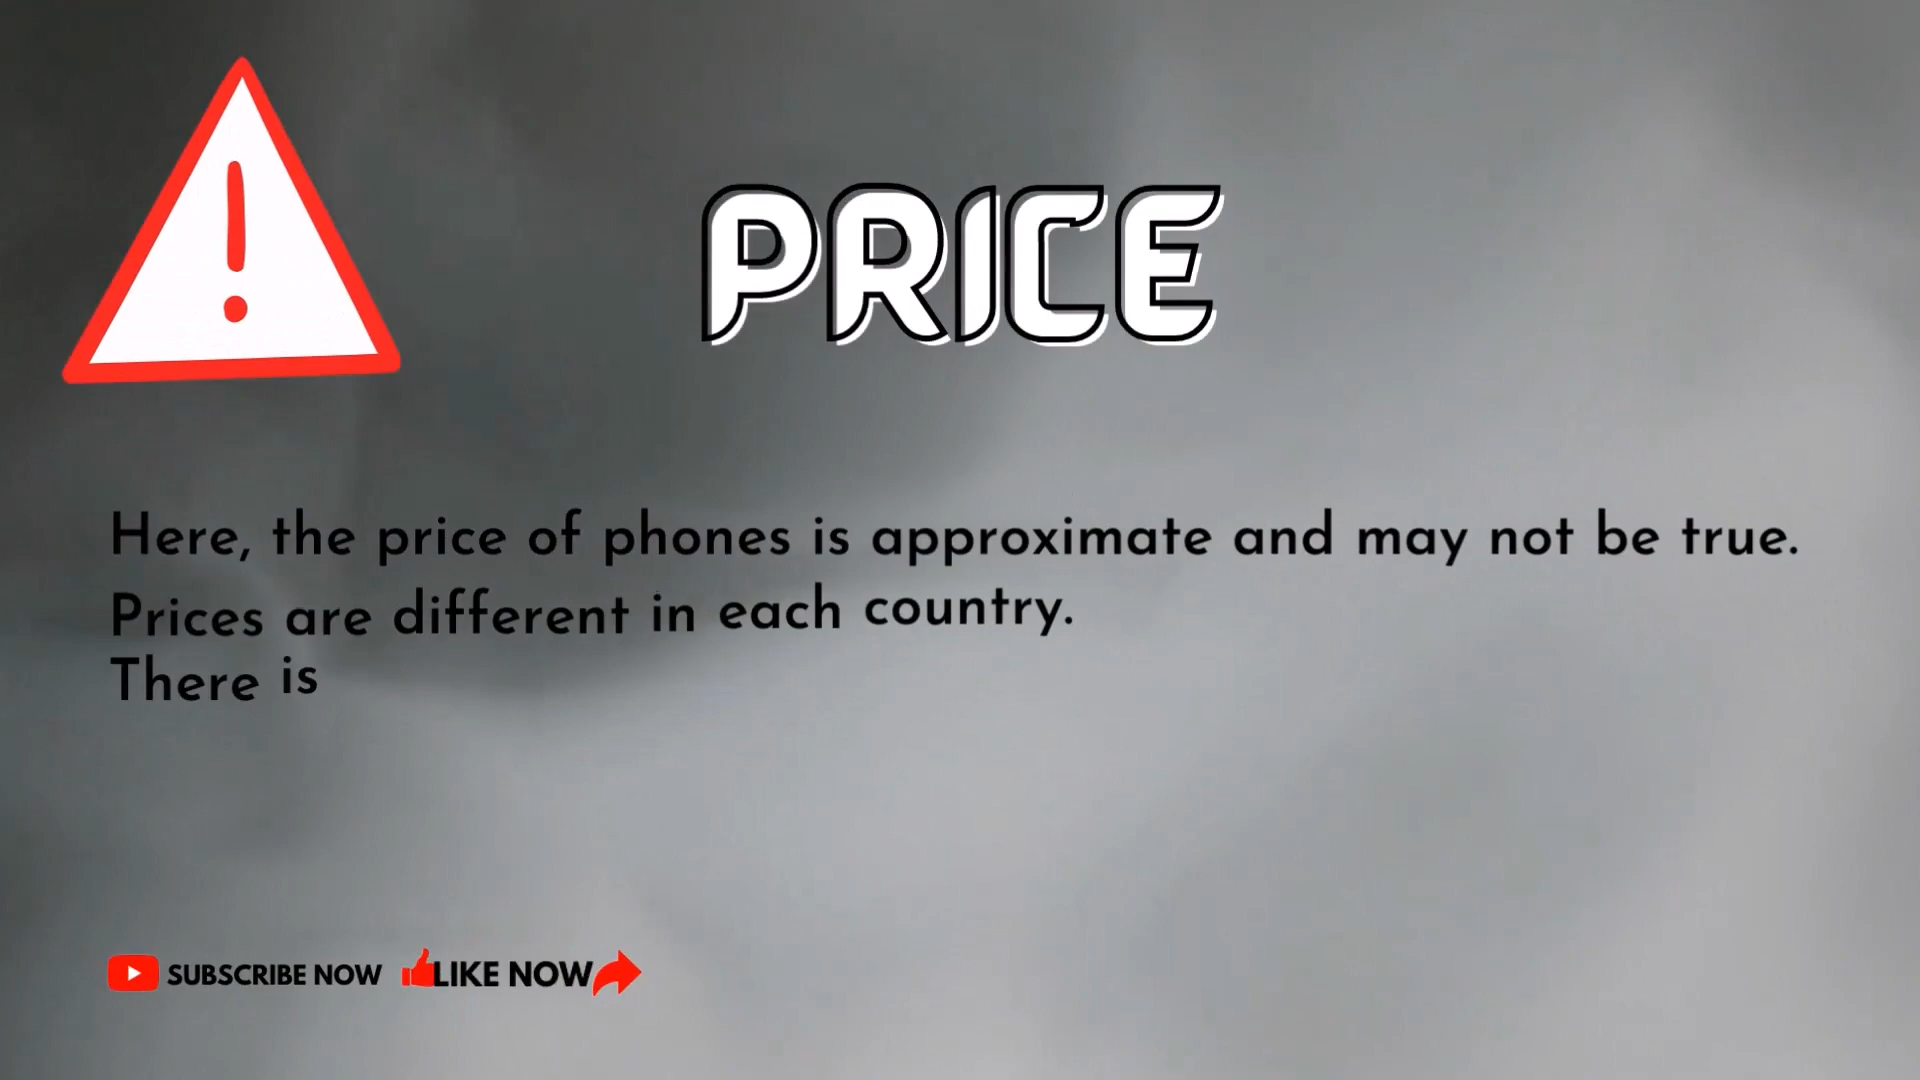 PRICE
Here, the price of phones is approximate and may not be true.
Prices are different in each country.
There is
SUBSCRIBE NOW LIKE NOW